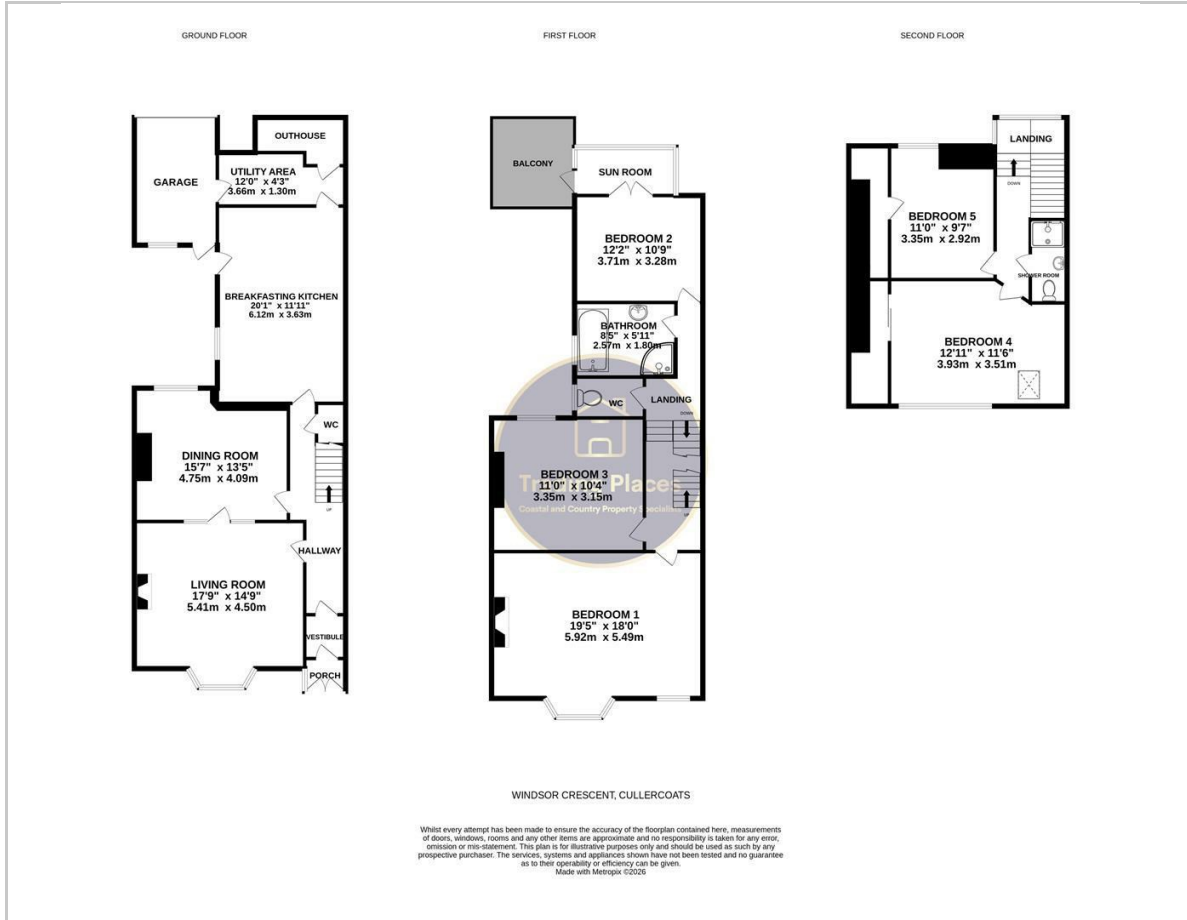 GROUND FLOOR
OUTHOUSE
GARAGE
UTILITY AREA
12'0" x 4'3"
3.66m x 1.30m
BREAKFASTING KITCHEN
20'1" x 11'11"
6.12m x 3.63m
WC
DINING ROOM
15'7" x 13'5"
4.75m x 4.09m
UP
HALLWAY
LIVING ROOM
17'9" x 14'9"
5.41m x 4.50m
VESTIBULE
PORCH
FIRST FLOOR
BALCONY
SUN ROOM
BEDROOM 2
12'2" x 10'9"
3.71m x 3.28m
BATHROOM
8'5" x 5'11"
2.57m x 1.80m
WC
LANDING
DOWN
BEDROOM 3
11'0" x 10'4"
3.35m x 3.15m
UP
Trading Places
Coastal and Country Property Specialists
BEDROOM 1
19'5" x 18'0"
5.92m x 5.49m
SECOND FLOOR
LANDING
DOWN
BEDROOM 5
11'0" x 9'7"
3.35m x 2.92m
SHOWER ROOM
BEDROOM 4
12'11" x 11'6"
3.93m x 3.51m
WINDSOR CRESCENT, CULLERCOATS
Whilst every attempt has been made to ensure the accuracy of the floorplan contained here, measurements
of doors, windows, rooms and any other items are approximate and no responsibility is taken for any error,
omission or mis-statement. This plan is for illustrative purposes only and should be used as such by any
prospective purchaser. The services, systems and appliances shown have not been tested and no guarantee
as to their operability or efficiency can be given.
Made with Metropix ©2026